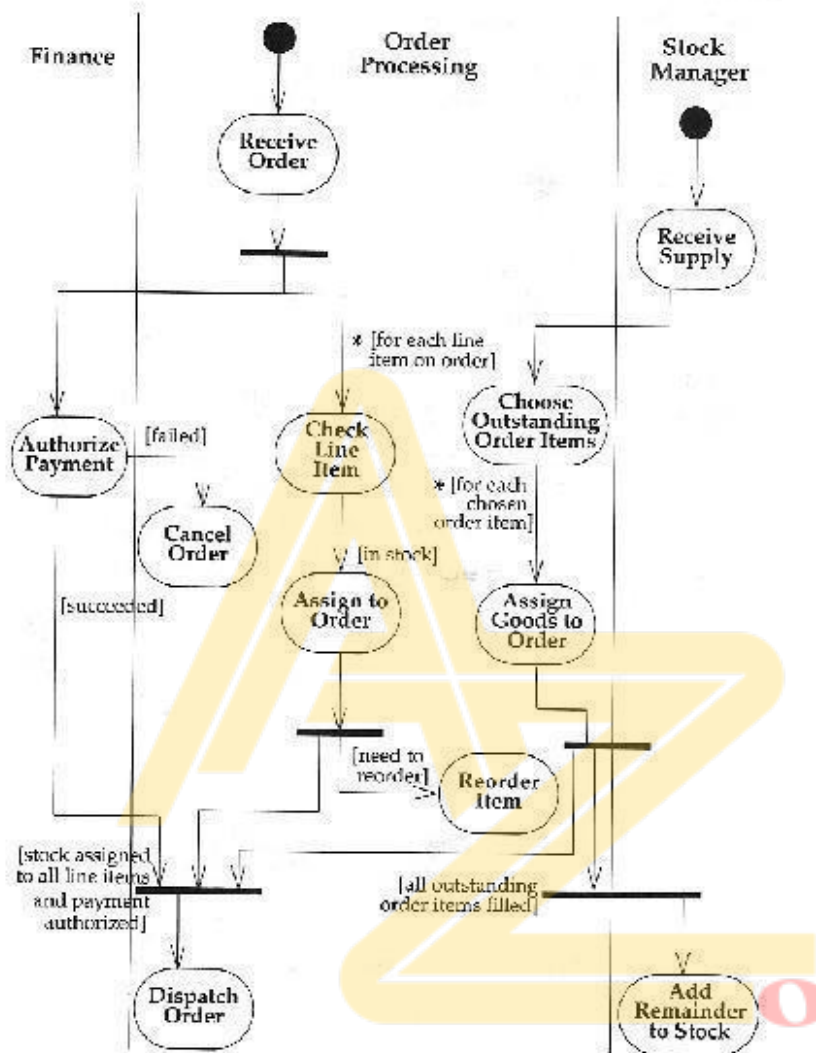 Finance
Order
Processing
Stock
Manager
Receive
Order
Receive
Supply
* [for each line
item on order]
Authorize
Payment
[failed]
Check
Line
Item
Choose
Outstanding
Order Items
Cancel
Order
* [for each
chosen
order item]
[in stock]
[succeeded]
Assign to
Order
Assign
Goods to
Order
[need to
reorder]
Reorder
Item
[stock assigned
to all line items
and payment
authorized]
[all outstanding
order items filled]
Dispatch
Order
Add
Remainder
to Stock
AZ
o